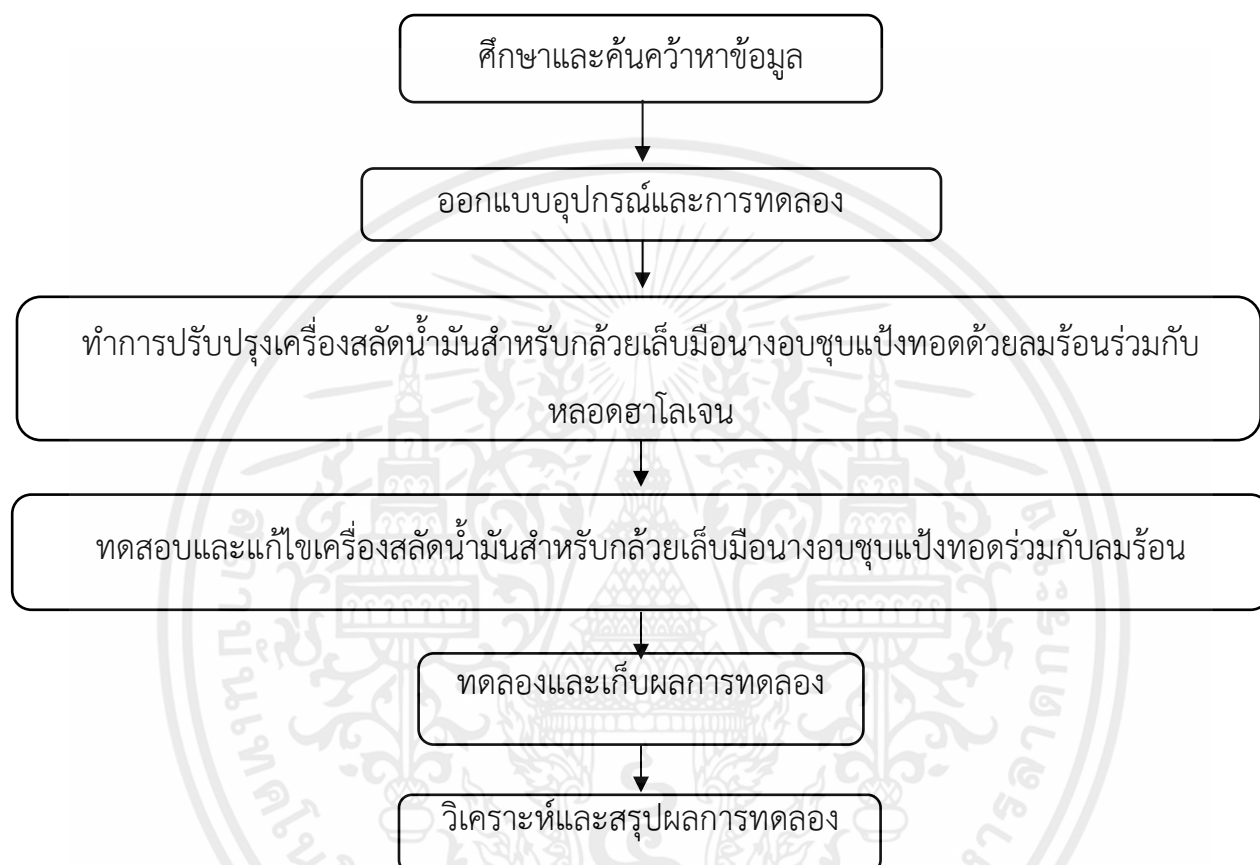 ศึกษาและค้นคว้าหาข้อมูล
ออกแบบอุปกรณ์และการทดลอง
ทำการปรับปรุงเครื่องสลัดน้ำมันสำหรับกล้วยเล็บมือนางอบชุบแป้งทอดด้วยลมร้อนร่วมกับ
หลอดฮาโลเจน
ทดสอบและแก้ไขเครื่องสลัดน้ำมันสำหรับกล้วยเล็บมือนางอบชุบแป้งทอดร่วมกับลมร้อน
ทดลองและเก็บผลการทดลอง
วิเคราะห์และสรุปผลการทดลอง